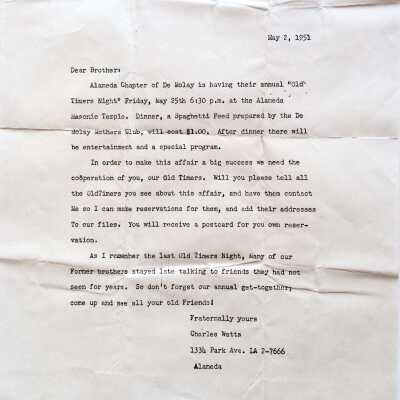 May 2, 1951
Dear Brother:
Alameda Chapter of De Molay is having their annual "Old
Timers Night" Friday, May 25th 6:30 p.m. at the Alameda
Masonic Temple. Dinner, a Spaghetti Feed prepared by the De
Molay Mothers Club, will cost $1.00. After dinner there will
be entertainment and a special program.
In order to make this affair a big success we need the
coöperation of you, our Old Timers. Will you please tell all
the OldTimers you see about this affair, and have them contact
Me so I can make reservations for them, and add their addresses
To our files. You will receive a postcard for you own reser-
vation.
As I remember the last Old Timers Night, Many of our
Former brothers stayed late talking to friends they had not
seen for years. So don't forget our annual get-together;
come up and see all your old Friends!
Fraternally yours
Charles Watts
133½ Park Ave. LA 2-7666
Alameda